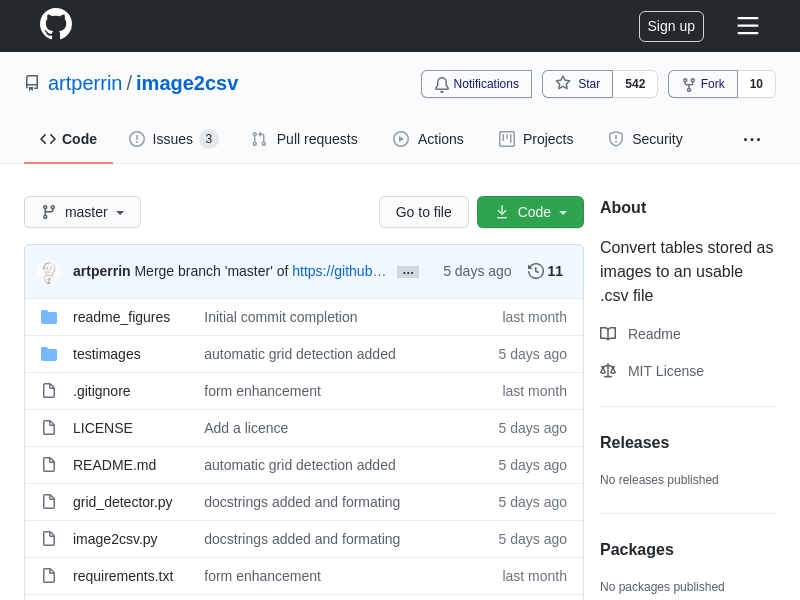 Sign up
artperrin / image2csv
Notifications
Star 542
Fork 10
Code
Issues 3
Pull requests
Actions
Projects
Security
master
Go to file
Code
artperrin Merge branch 'master' of https://github… … 5 days ago 11
readme_figures Initial commit completion last month
testimages automatic grid detection added 5 days ago
.gitignore form enhancement last month
LICENSE Add a licence 5 days ago
README.md automatic grid detection added 5 days ago
grid_detector.py docstrings added and formating 5 days ago
image2csv.py docstrings added and formating 5 days ago
requirements.txt form enhancement last month
About
Convert tables stored as
images to an usable
.csv file
Readme
MIT License
Releases
No releases published
Packages
No packages published